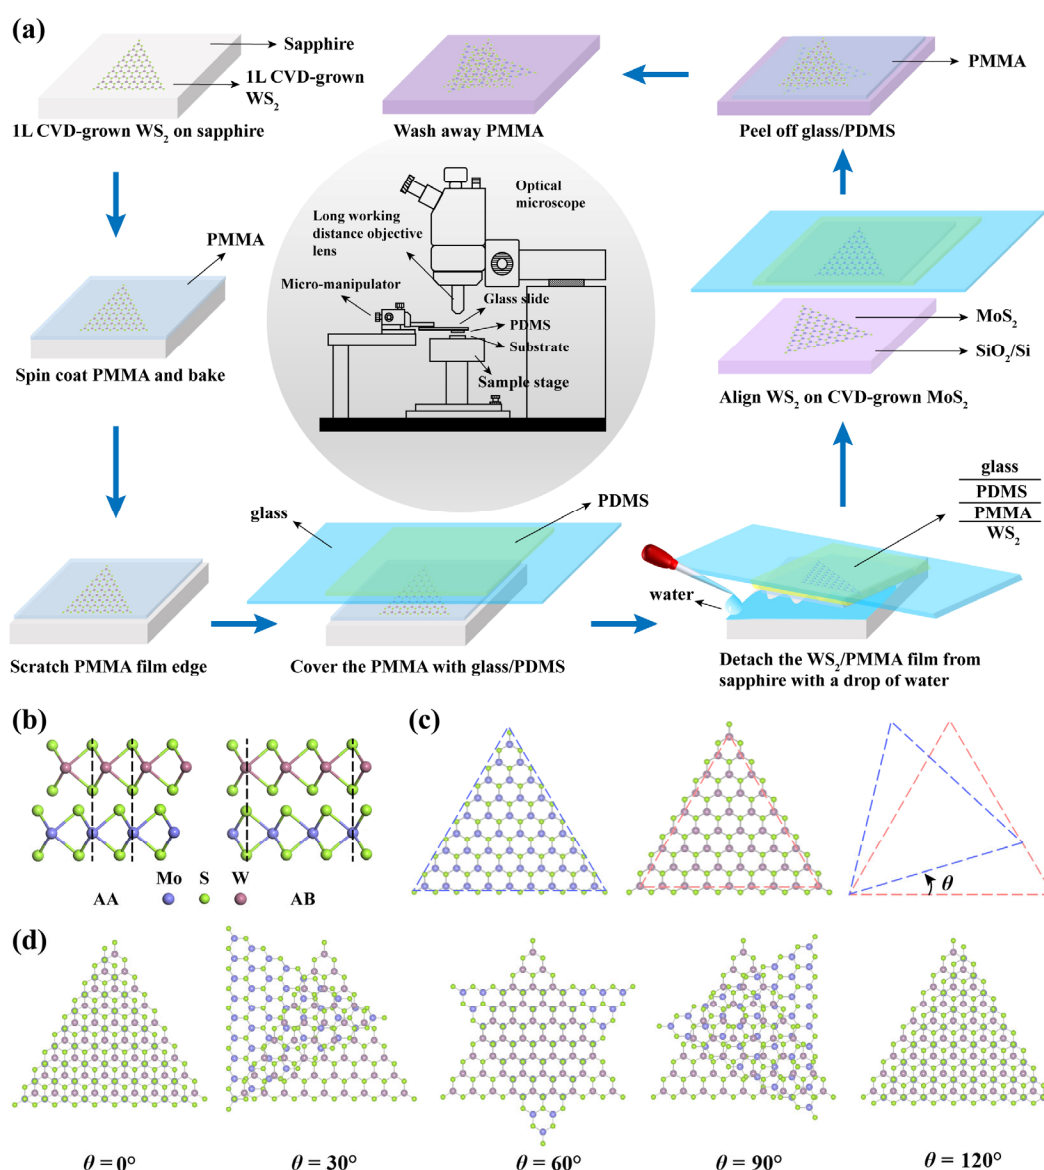 (a)
Sapphire
1L CVD-grown
WS₂
1L CVD-grown WS₂ on sapphire
Wash away PMMA
PMMA
Peel off glass/PDMS
Optical
microscope
Long working
distance objective
lens
Micro-manipulator
Glass slide
PDMS
Substrate
Sample stage
PMMA
Spin coat PMMA and bake
MoS₂
SiO₂/Si
Align WS₂ on CVD-grown MoS₂
Scratch PMMA film edge
glass
PDMS
Cover the PMMA with glass/PDMS
glass
PDMS
PMMA
WS₂
water
Detach the WS₂/PMMA film from
sapphire with a drop of water
(b)
Mo S W
AA AB
(c)
θ
(d)
θ = 0° θ = 30° θ = 60° θ = 90° θ = 120°